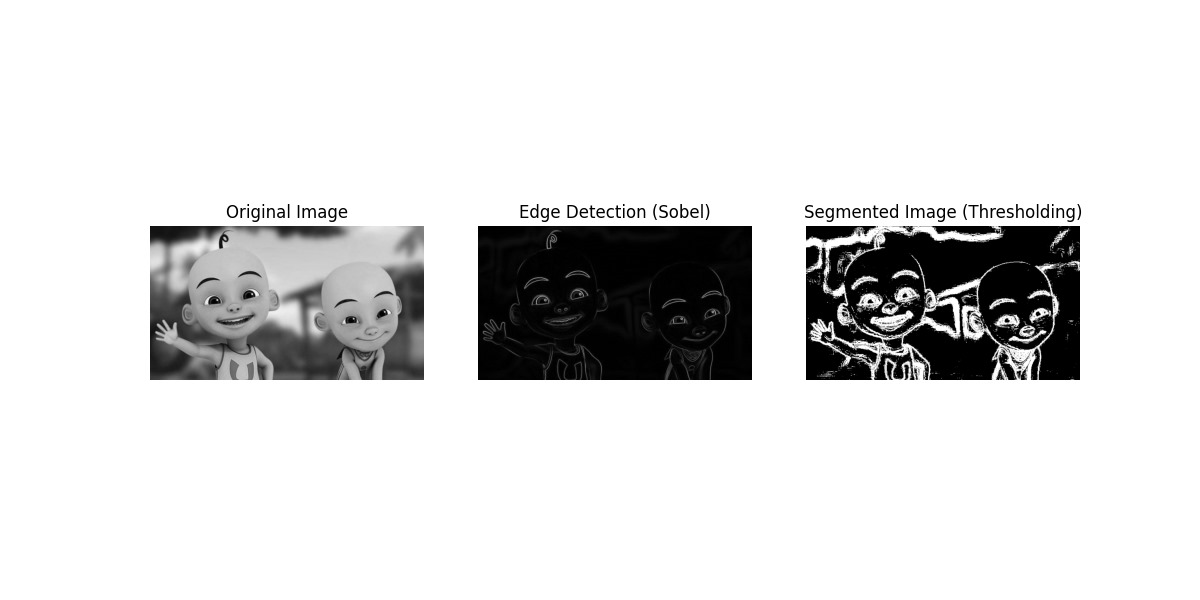 Original Image
Edge Detection (Sobel)
Segmented Image (Thresholding)